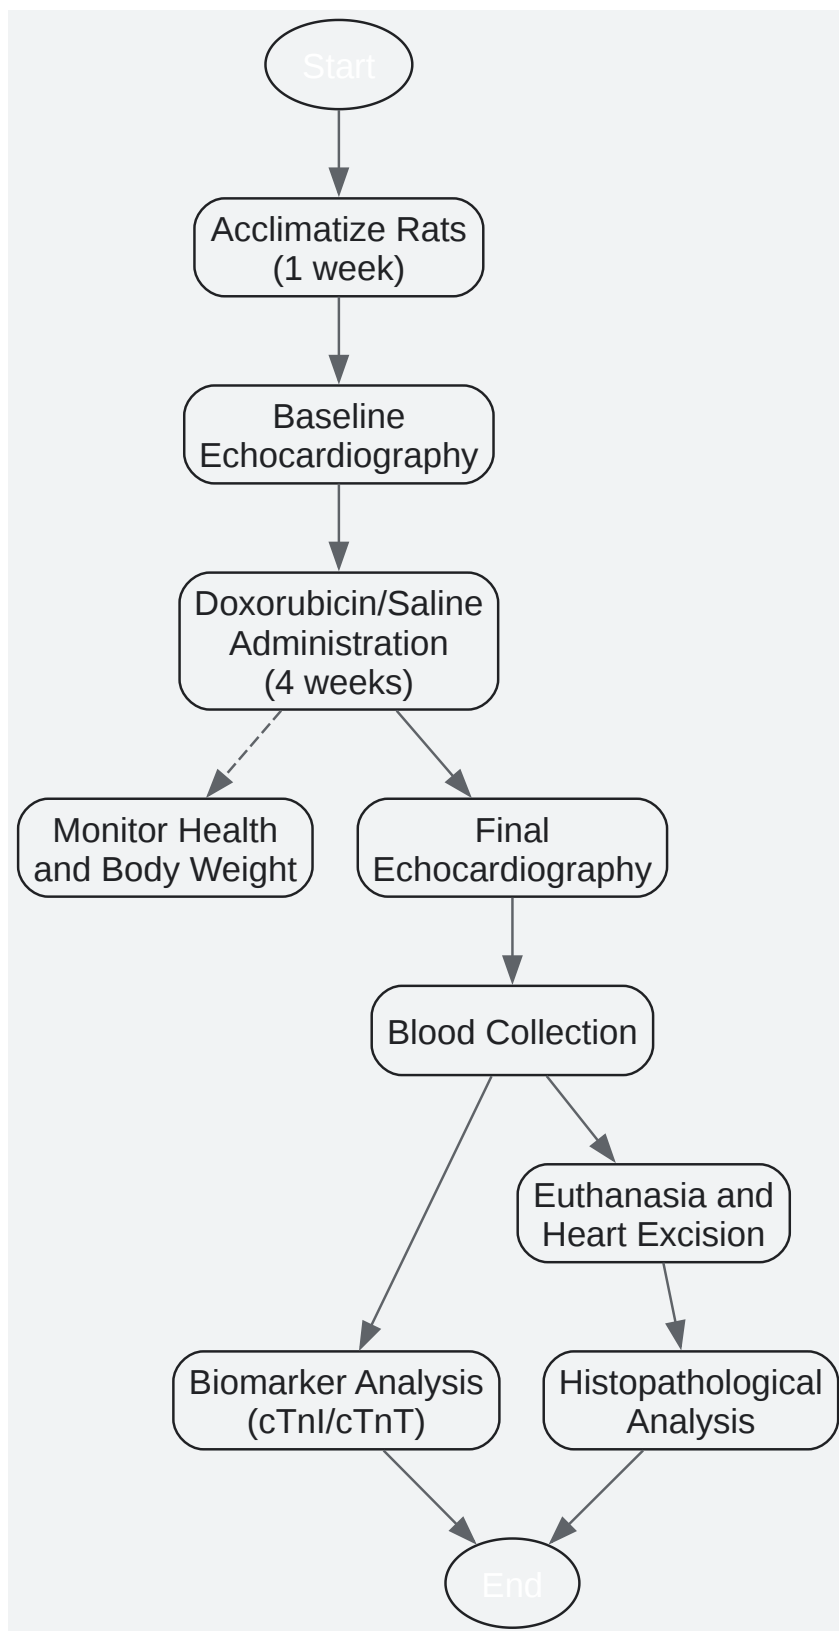 Start
Acclimatize Rats
(1 week)
Baseline
Echocardiography
Doxorubicin/Saline
Administration
(4 weeks)
Monitor Health
and Body Weight
Final
Echocardiography
Blood Collection
Euthanasia and
Heart Excision
Biomarker Analysis
(cTnI/cTnT)
Histopathological
Analysis
End